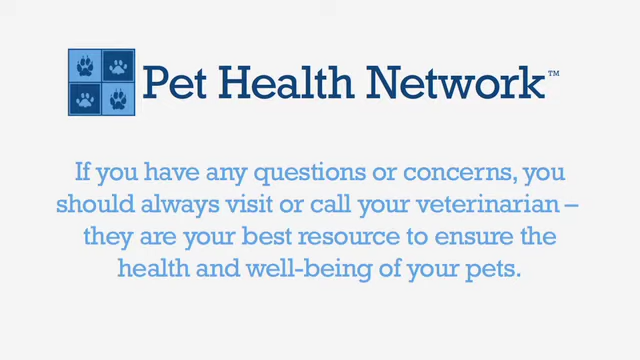 Pet Health Network™
If you have any questions or concerns, you
should always visit or call your veterinarian –
they are your best resource to ensure the
health and well-being of your pets.